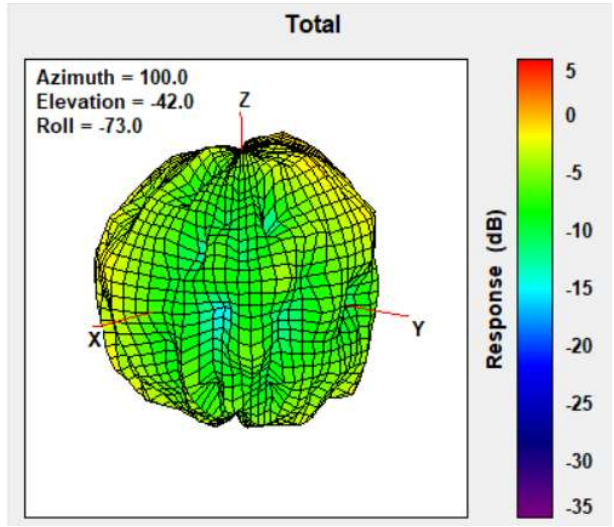 Total
Azimuth = 100.0
Elevation = -42.0
Roll = -73.0
Z
X
Y
5
0
-5
-10
-15
-20
-25
-30
-35
Response (dB)